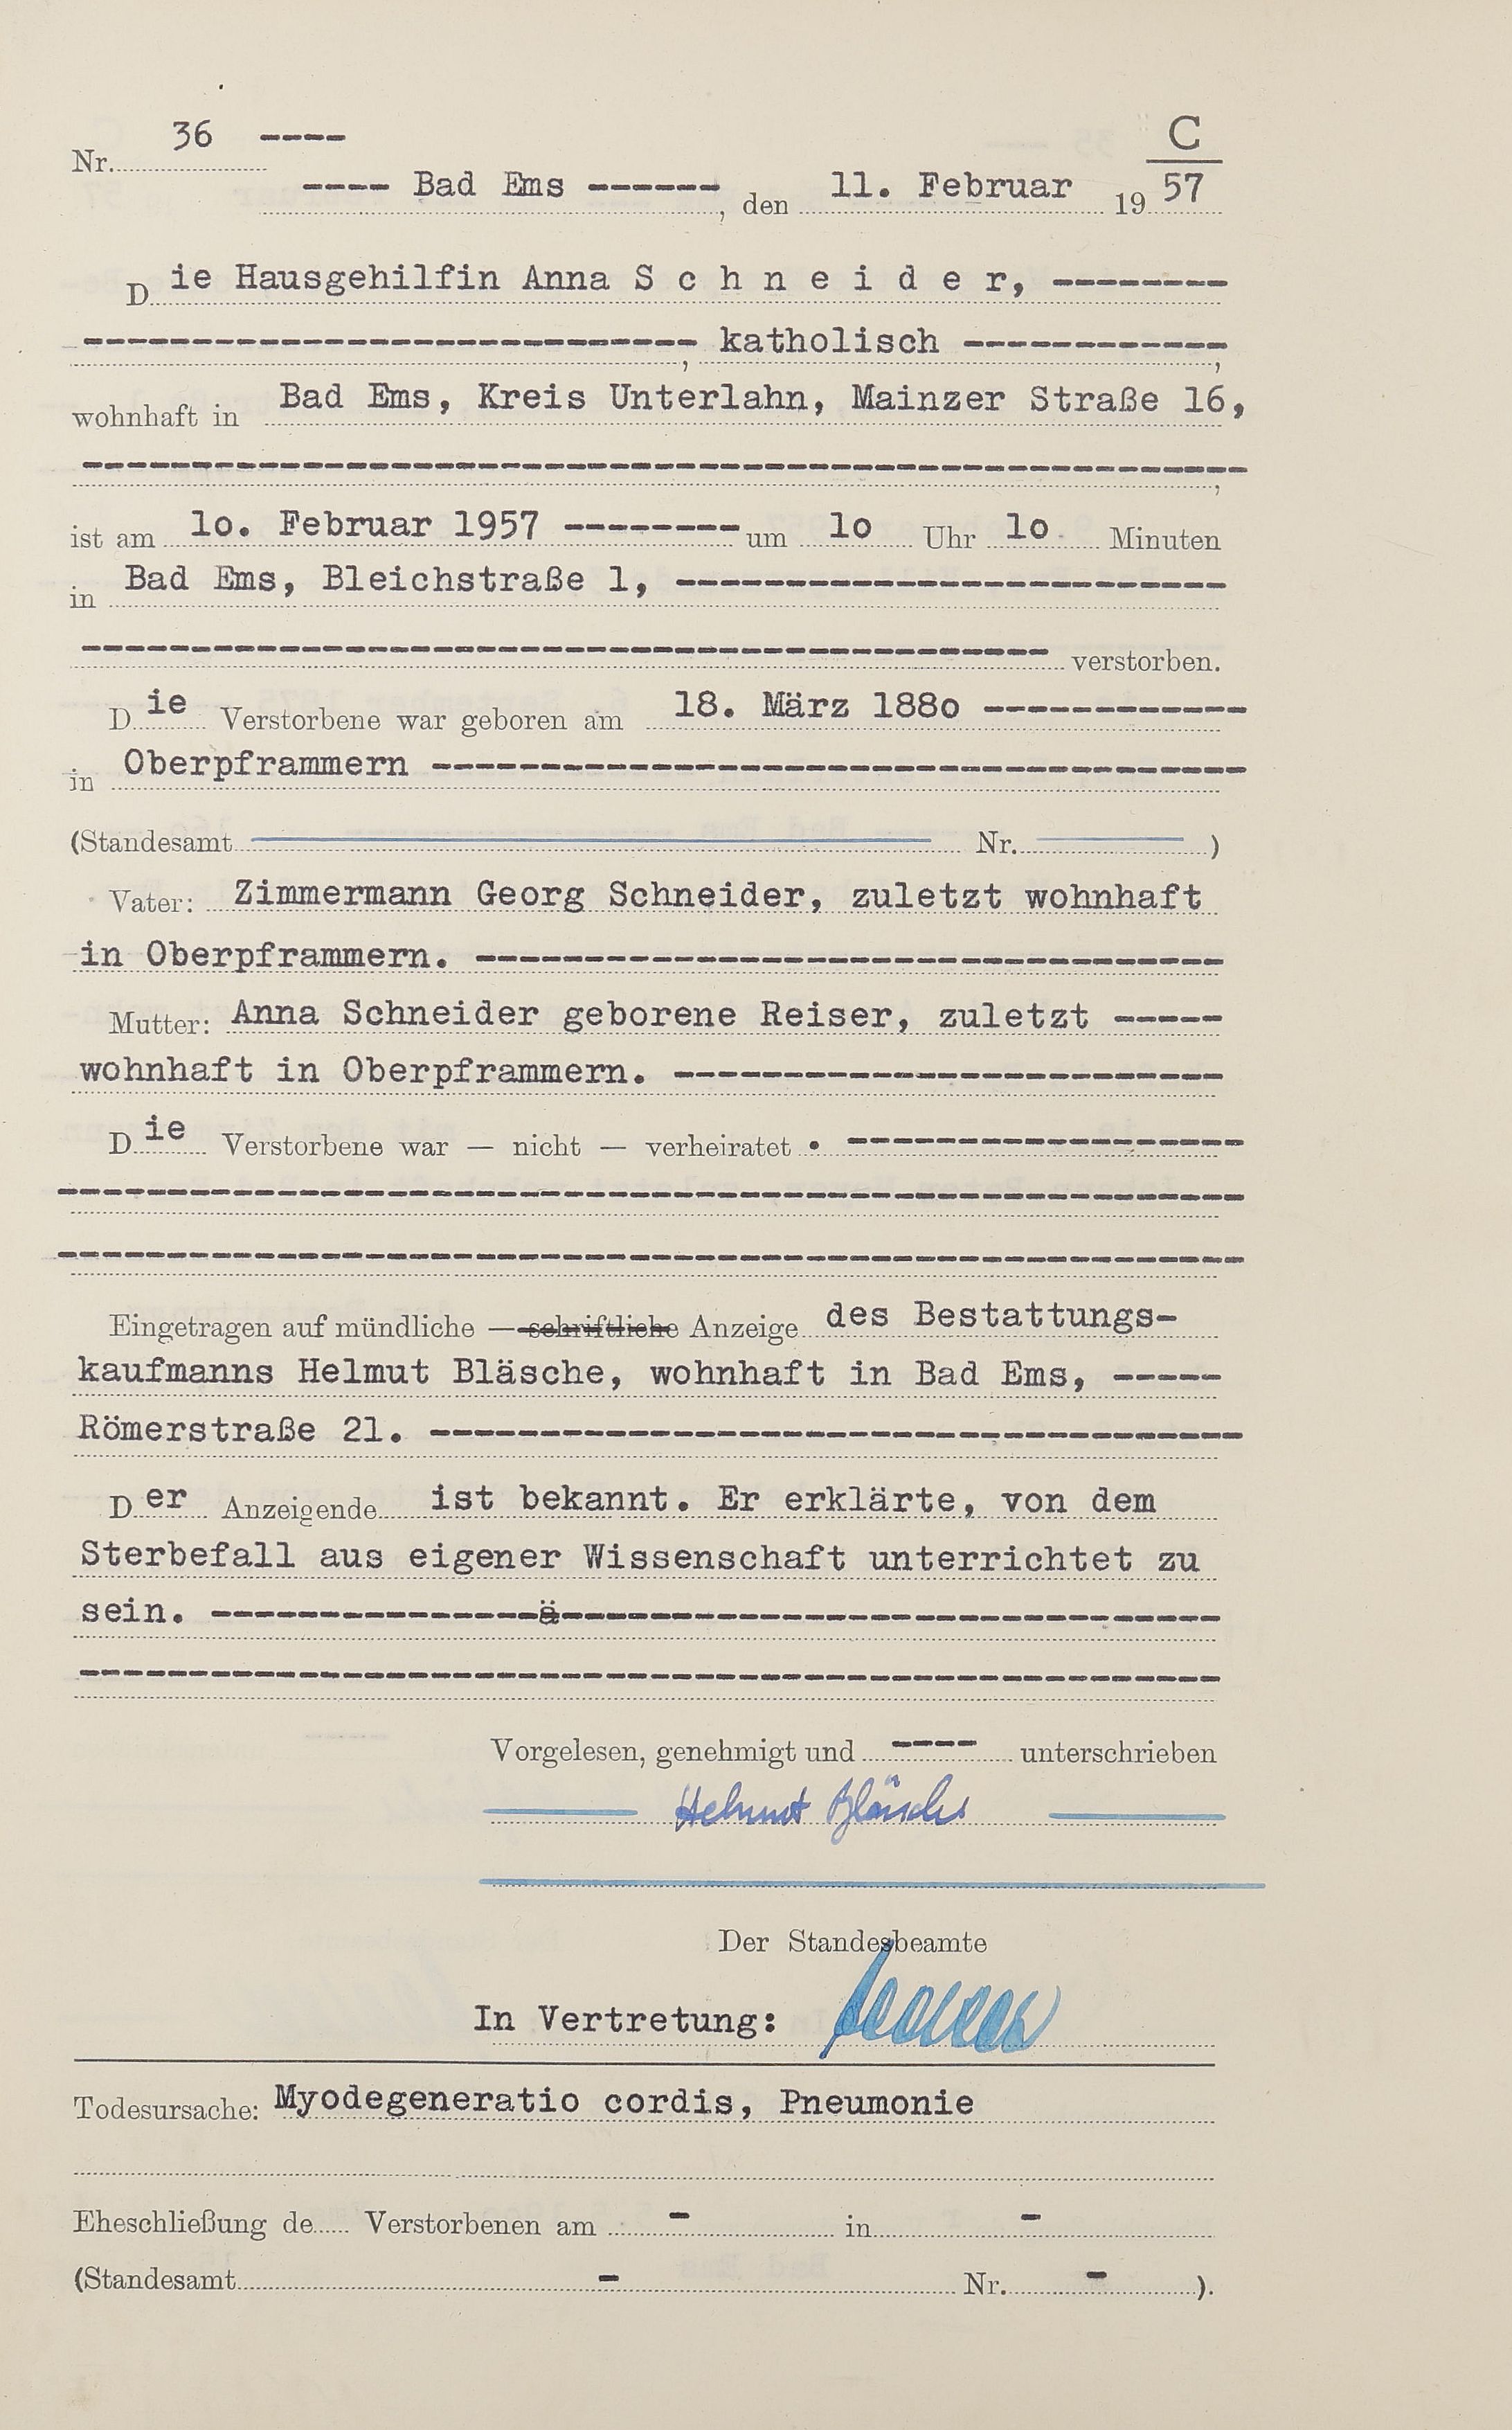 C
Nr. 36 ----
---- Bad Ems ------, den 11. Februar 1957
Die Hausgehilfin Anna S c h n e i d e r, --------
----------------------------, katholisch ------------,
wohnhaft in Bad Ems, Kreis Unterlahn, Mainzer Straße 16,
-----------------------------------------------------,
ist am 1o. Februar 1957 -------- um 1o Uhr 1o Minuten
in Bad Ems, Bleichstraße 1, -------------------------
-------------------------------------------- verstorben.
Die Verstorbene war geboren am 18. März 188o ------------
in Oberpframmern -------------------------------------
(Standesamt Nr. )
Vater: Zimmermann Georg Schneider, zuletzt wohnhaft
in Oberpframmern. ----------------------------------
Mutter: Anna Schneider geborene Reiser, zuletzt -----
wohnhaft in Oberpframmern. -------------------------
Die Verstorbene war — nicht — verheiratet . ------------------
------------------------------------------------------
------------------------------------------------------
Eingetragen auf mündliche — schriftliche Anzeige des Bestattungs-
kaufmanns Helmut Bläsche, wohnhaft in Bad Ems, -----
Römerstraße 21. -------------------------------------
Der Anzeigende ist bekannt. Er erklärte, von dem
Sterbefall aus eigener Wissenschaft unterrichtet zu
sein. ----------------------------------------------
----------------------------------------------------
Vorgelesen, genehmigt und ---- unterschrieben
Helmut Bläsche
Der Standesbeamte
In Vertretung:
Todesursache: Myodegeneratio cordis, Pneumonie
Eheschließung de Verstorbenen am - in -
(Standesamt - Nr. - ).